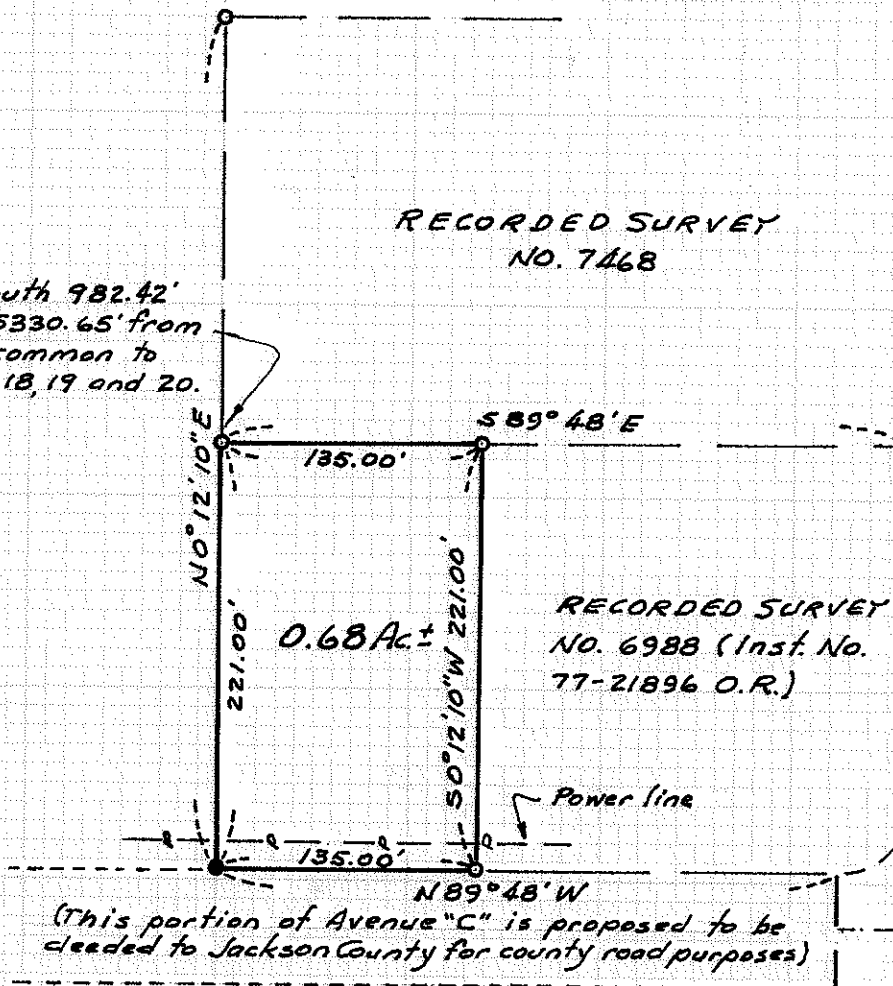 RECORDED SURVEY
NO. 7468
982.42'
5330.65' from
common to
18, 19 and 20.
S 89° 48' E
135.00'
N 0° 12' 10" E
221.00'
0.68 Ac.±
S 0° 12' 10" W 221.00'
RECORDED SURVEY
NO. 6988 (Inst. No.
77-21896 O.R.)
Power line
P P P P
135.00'
N 89° 48' W
(This portion of Avenue "C" is proposed to be
deeded to Jackson County for county road purposes)